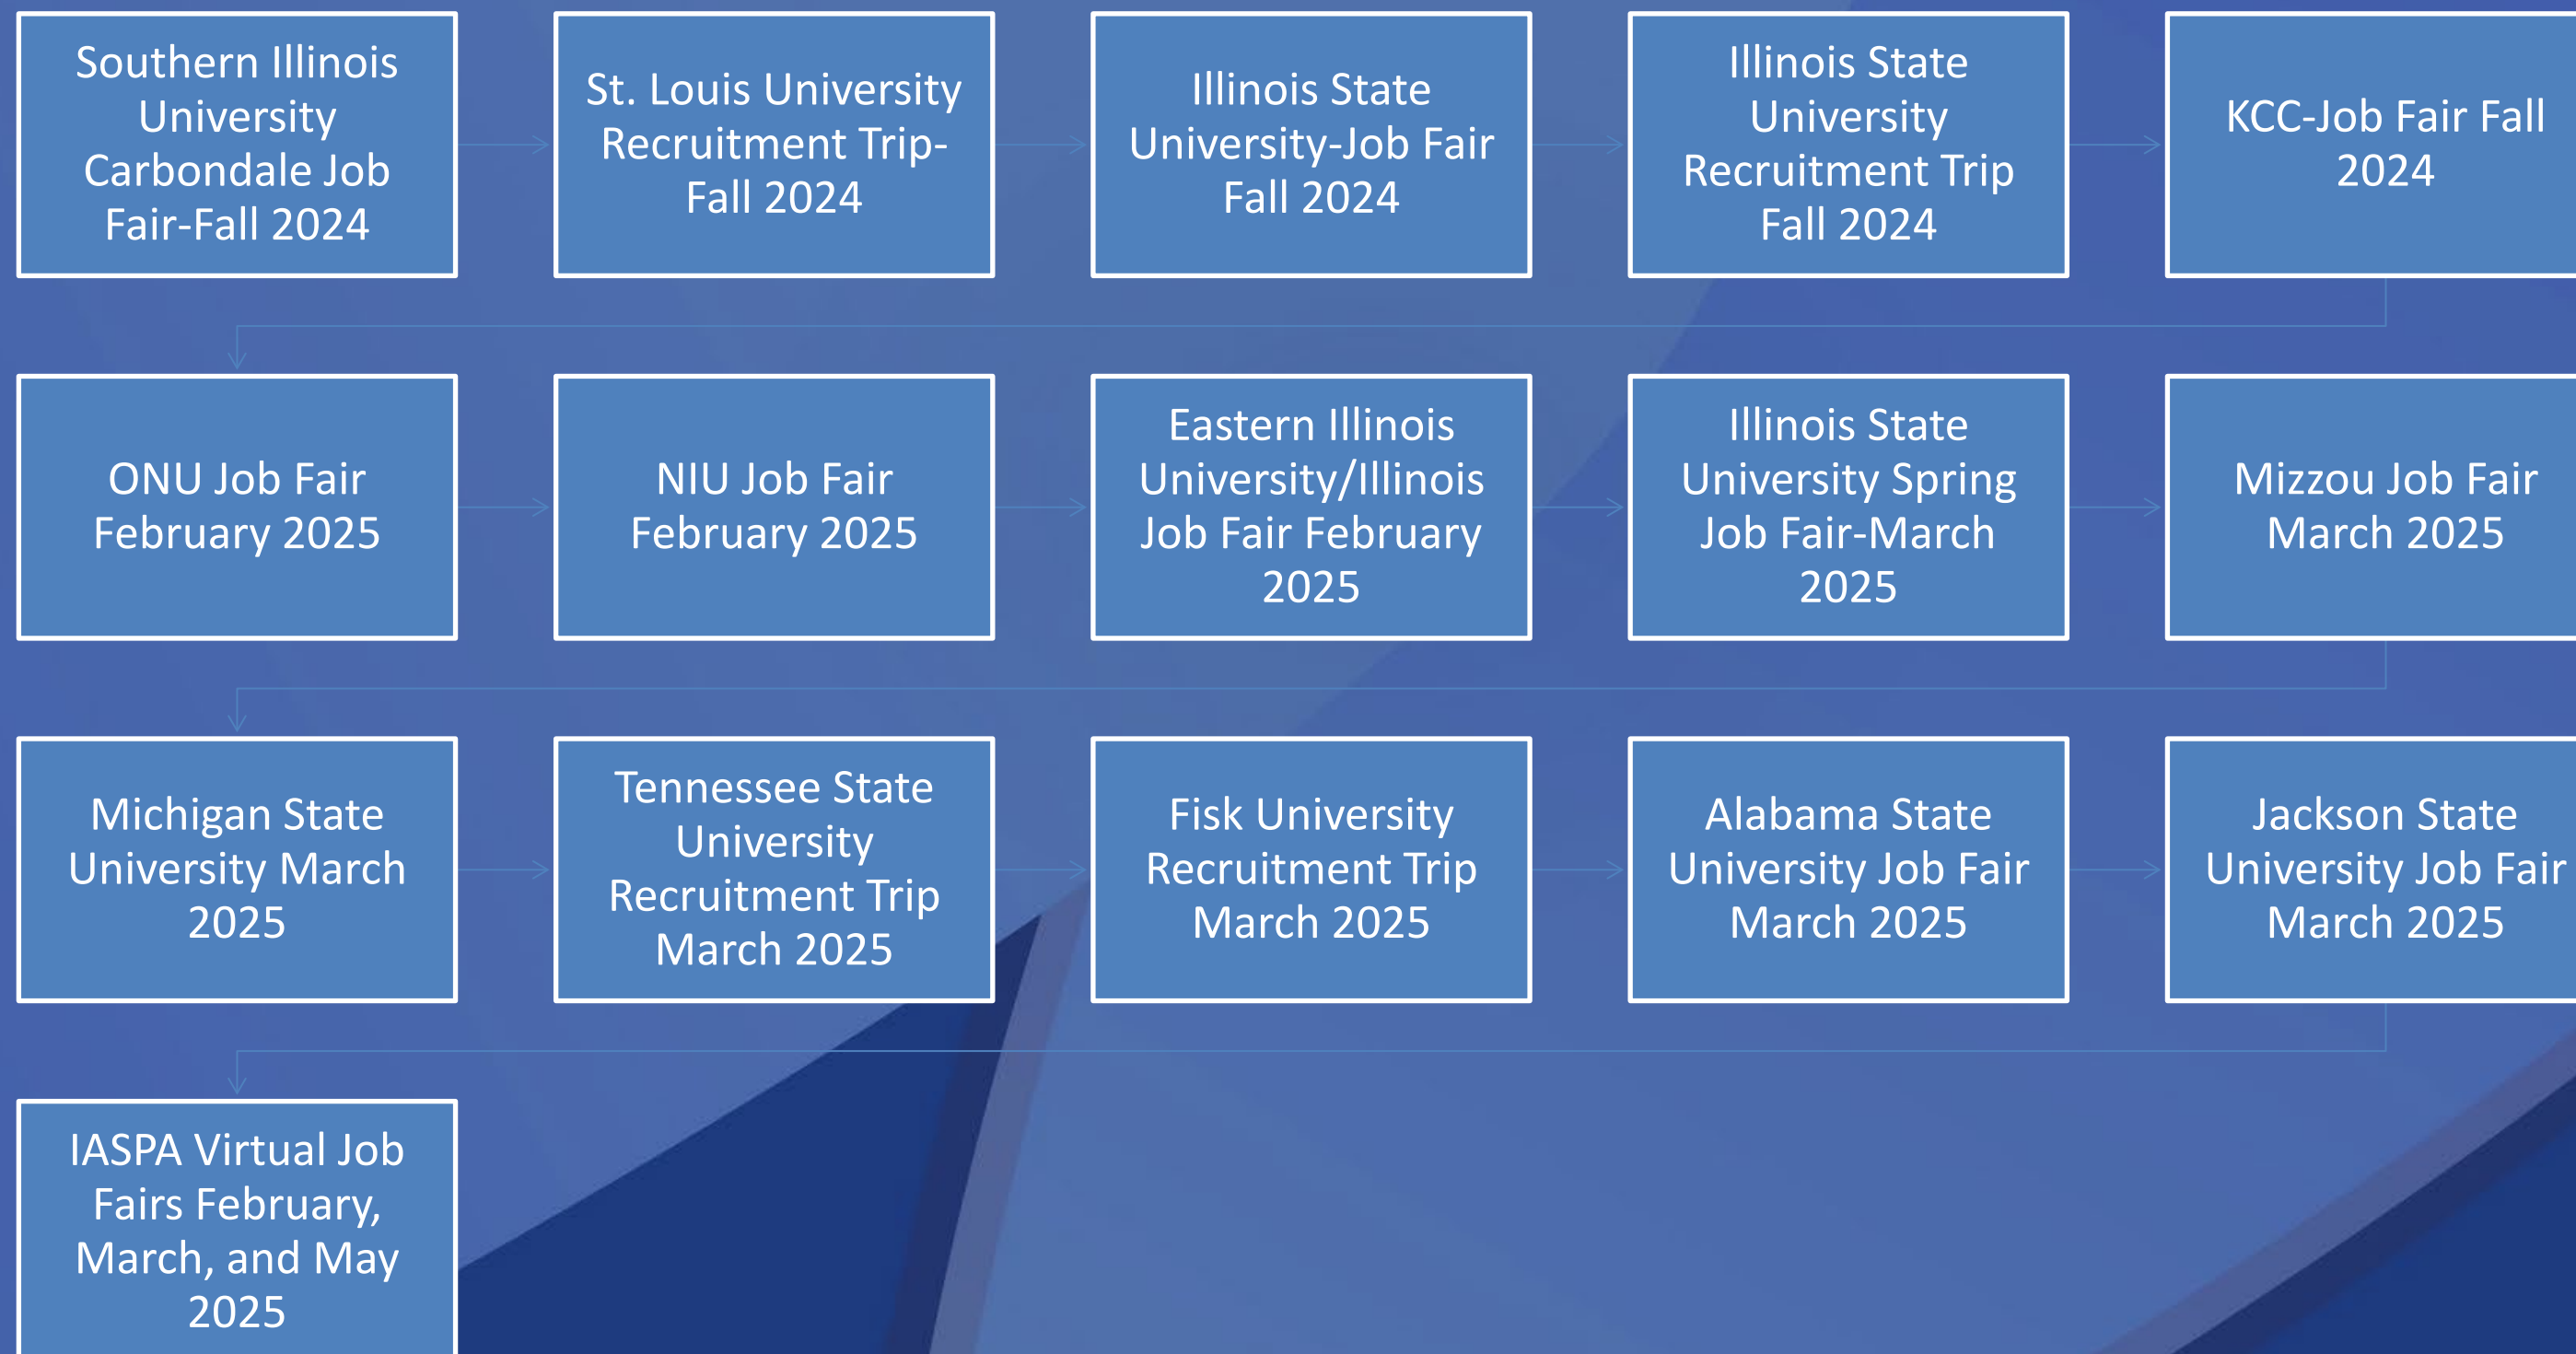 Southern Illinois
University
Carbondale Job
Fair-Fall 2024
St. Louis University
Recruitment Trip-
Fall 2024
Illinois State
University-Job Fair
Fall 2024
Illinois State
University
Recruitment Trip
Fall 2024
KCC-Job Fair Fall
2024
ONU Job Fair
February 2025
NIU Job Fair
February 2025
Eastern Illinois
University/Illinois
Job Fair February
2025
Illinois State
University Spring
Job Fair-March
2025
Mizzou Job Fair
March 2025
Michigan State
University March
2025
Tennessee State
University
Recruitment Trip
March 2025
Fisk University
Recruitment Trip
March 2025
Alabama State
University Job Fair
March 2025
Jackson State
University Job Fair
March 2025
IASPA Virtual Job
Fairs February,
March, and May
2025